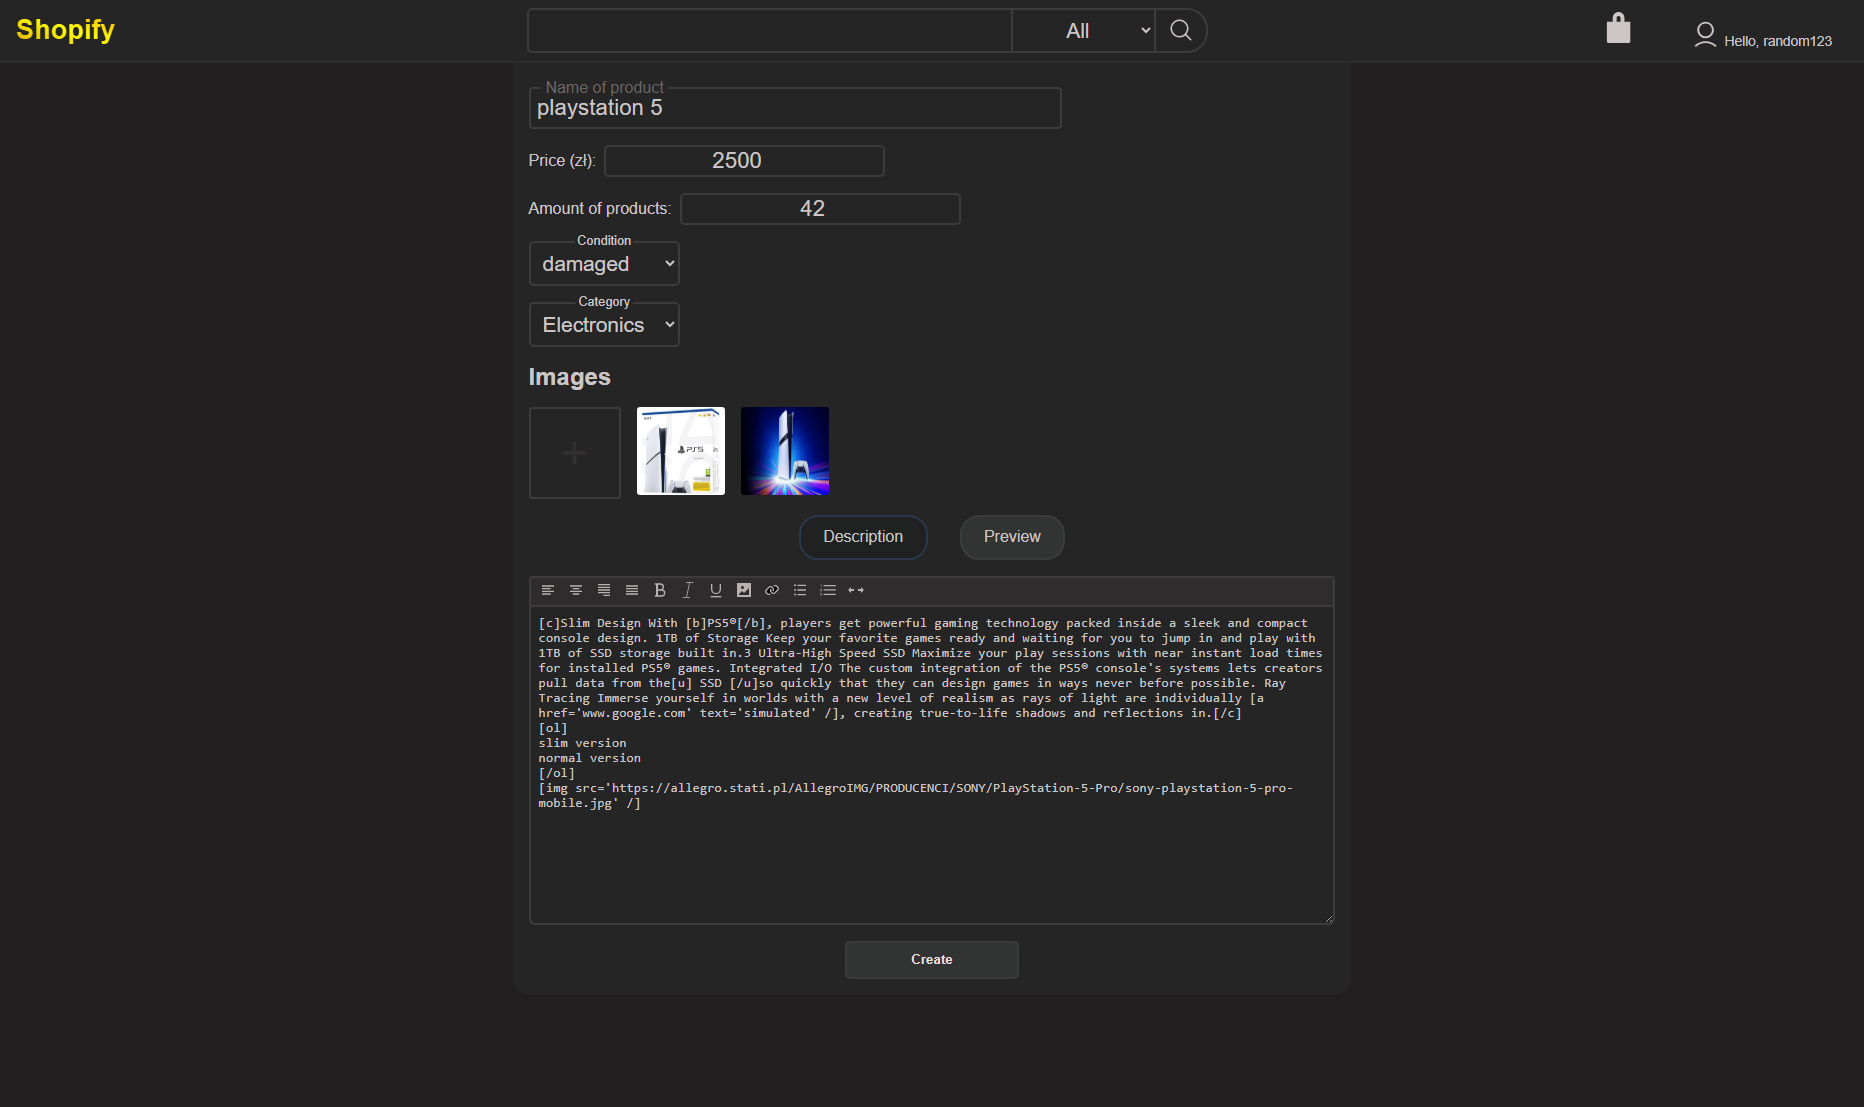 Shopify
All
Hello, random123
Name of product
playstation 5
Price (zł):
2500
Amount of products:
42
Condition
damaged
Category
Electronics
Images
PS5
Description
Preview
[c]Slim Design With [b]PS5®[/b], players get powerful gaming technology packed inside a sleek and compact
console design. 1TB of Storage Keep your favorite games ready and waiting for you to jump in and play with
1TB of SSD storage built in.3 Ultra-High Speed SSD Maximize your play sessions with near instant load times
for installed PS5® games. Integrated I/O The custom integration of the PS5® console's systems lets creators
pull data from the[u] SSD [/u]so quickly that they can design games in ways never before possible. Ray
Tracing Immerse yourself in worlds with a new level of realism as rays of light are individually [a
href='www.google.com' text='simulated' /], creating true-to-life shadows and reflections in.[/c]
[ol]
slim version
normal version
[/ol]
[img src='https://allegro.stati.pl/AllegroIMG/PRODUCENCI/SONY/PlayStation-5-Pro/sony-playstation-5-pro-
mobile.jpg' /]
Create